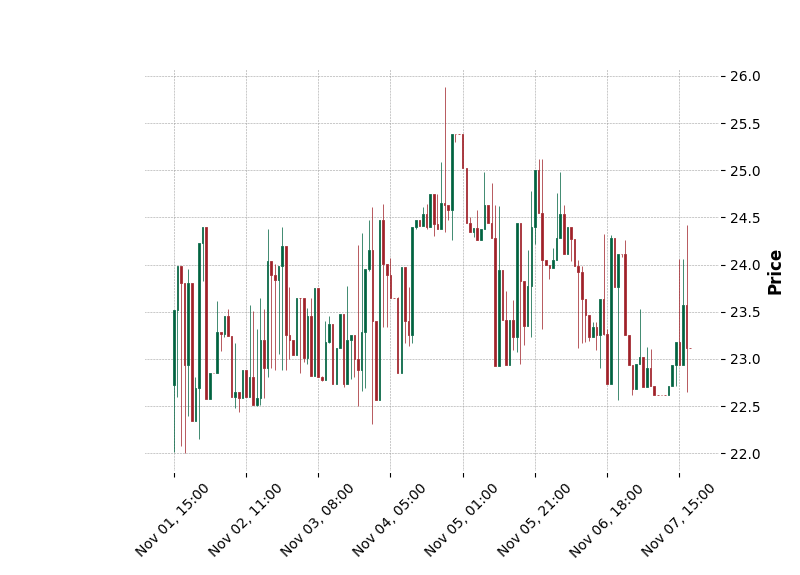 26.0
25.5
25.0
24.5
24.0
23.5
23.0
22.5
22.0
Price
Nov 01, 15:00
Nov 02, 11:00
Nov 03, 08:00
Nov 04, 05:00
Nov 05, 01:00
Nov 05, 21:00
Nov 06, 18:00
Nov 07, 15:00